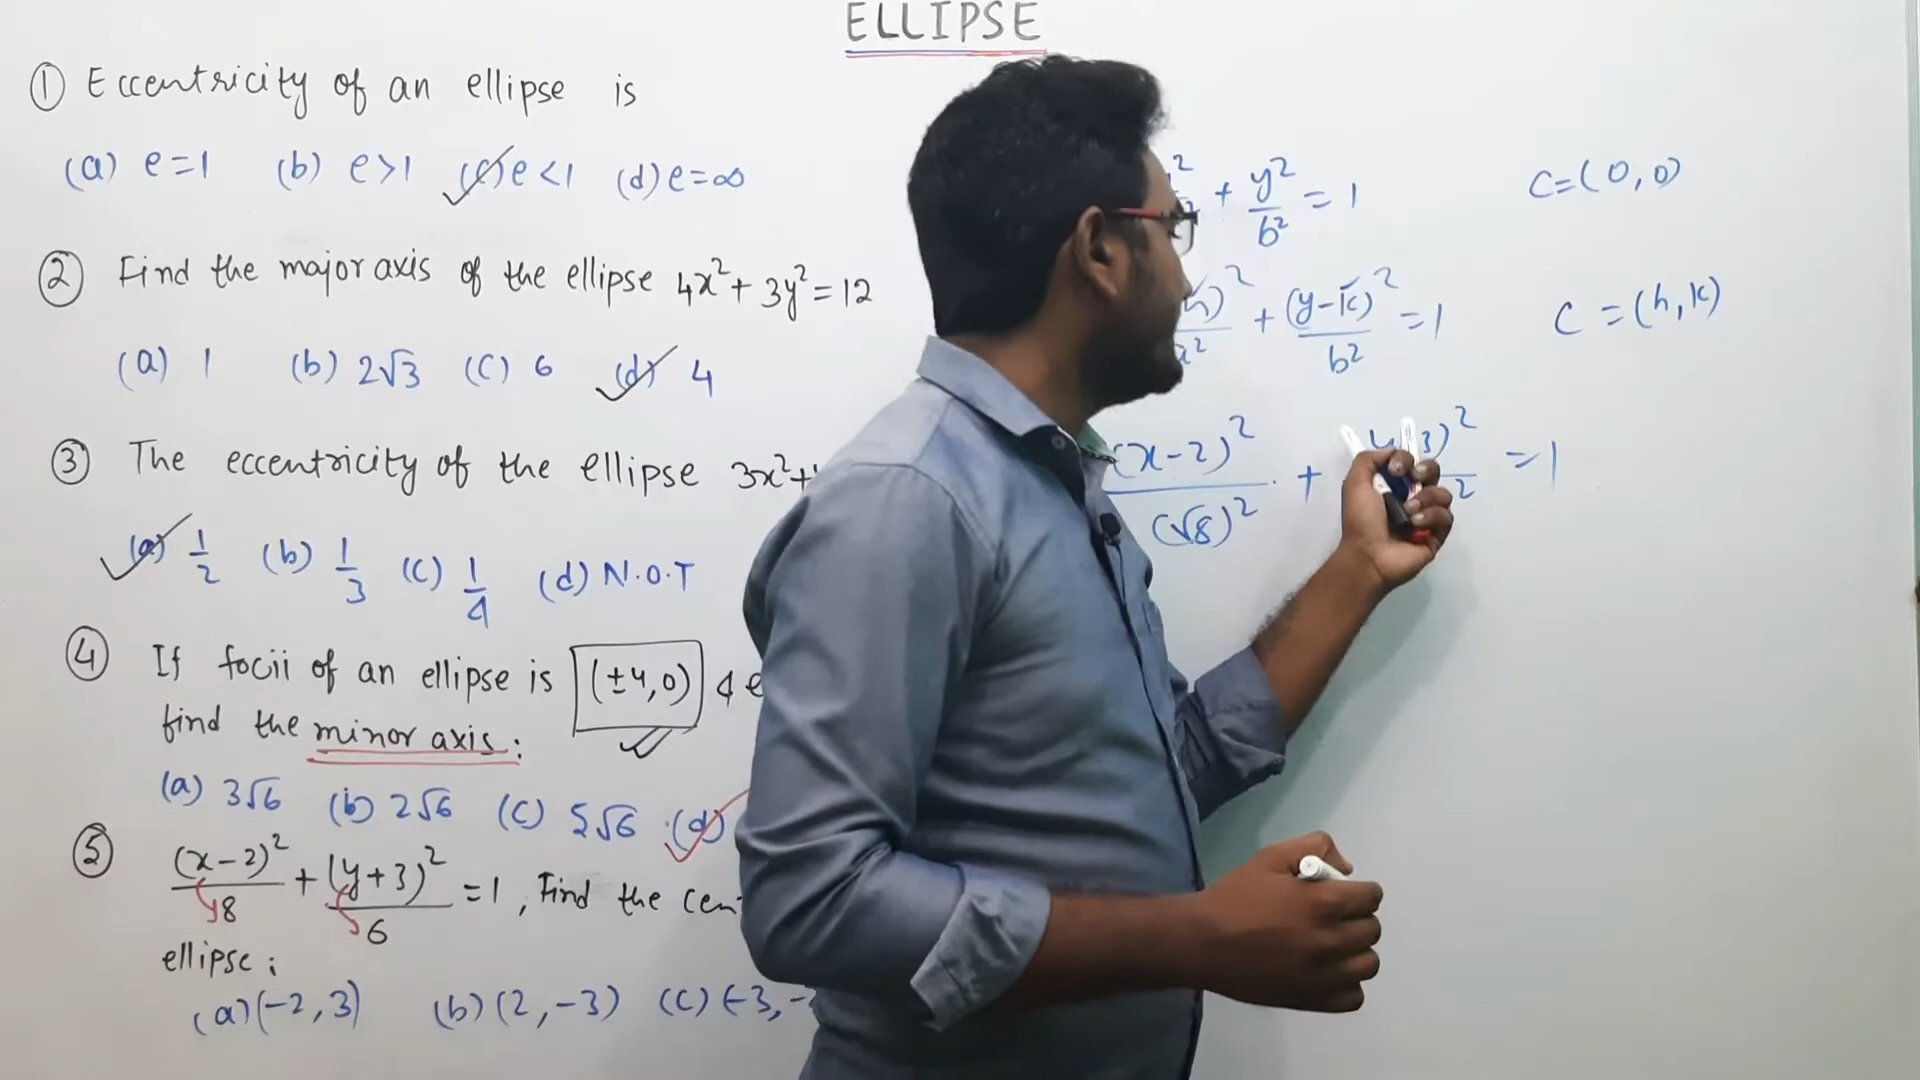 ELLIPSE
① Eccentricity of an ellipse is
(a) e=1 (b) e>1 (c) e<1 (d) e=∞
② Find the major axis of the ellipse 4x²+3y²=12
(a) 1 (b) 2√3 (c) 6 (d) 4
③ The eccentricity of the ellipse 3x²+
(a) 1/2 (b) 1/3 (c) 1/4 (d) N.O.T
④ If focii of an ellipse is (±4,0) & e
find the minor axis:
(a) 3√6 (b) 2√6 (c) 5√6 (d)
⑤ (x-2)²/8 + (y+3)²/6 =1, Find the
ellipse:
(a) (-2,3) (b) (2,-3) (c) (-3,-
+ y²/b² = 1 C=(0,0)
+ (y-k)²/b² =1 C=(h,k)
(x-2)²/(√8)² + =1